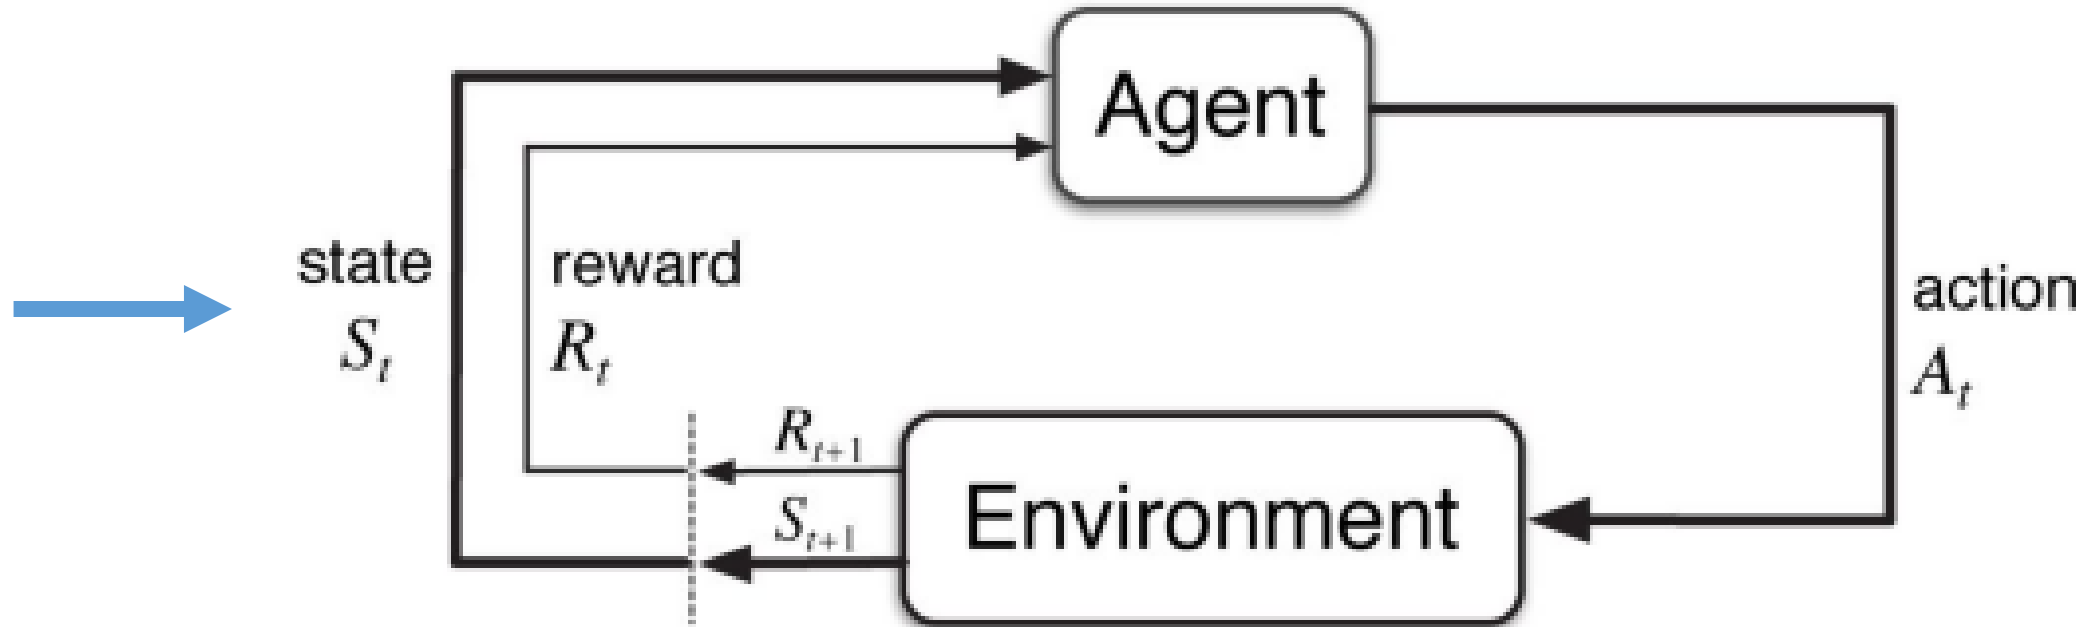 Agent
state
S_t
reward
R_t
action
A_t
R_{t+1}
S_{t+1}
Environment